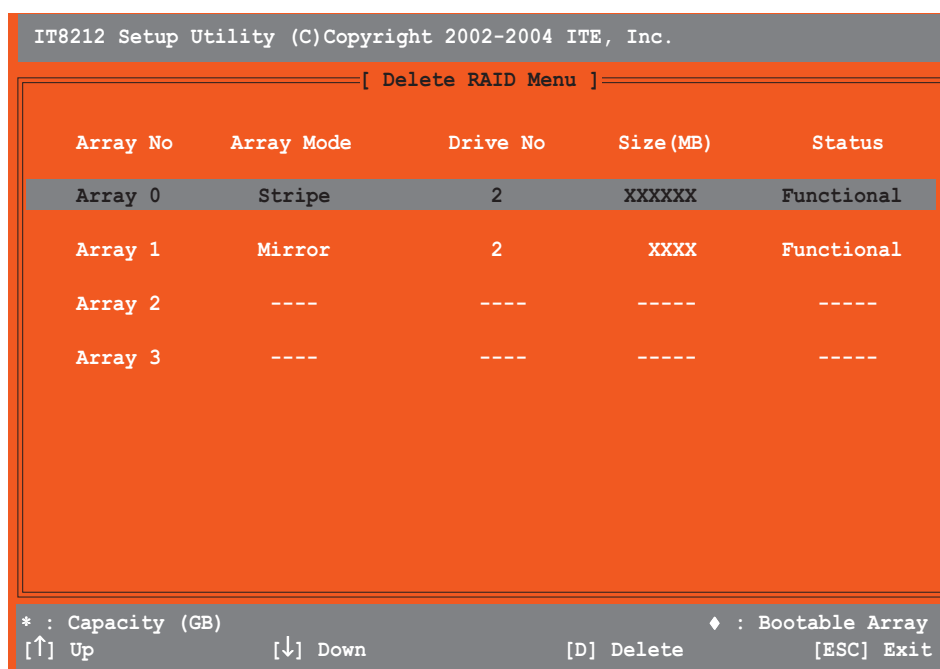 IT8212 Setup Utility (C)Copyright 2002-2004 ITE, Inc.
[ Delete RAID Menu ]
Array No Array Mode Drive No Size(MB) Status
Array 0 Stripe 2 XXXXXX Functional
Array 1 Mirror 2 XXXX Functional
Array 2 ---- ---- ----- -----
Array 3 ---- ---- ----- -----
* : Capacity (GB) ♦ : Bootable Array
[↑] Up [↓] Down [D] Delete [ESC] Exit